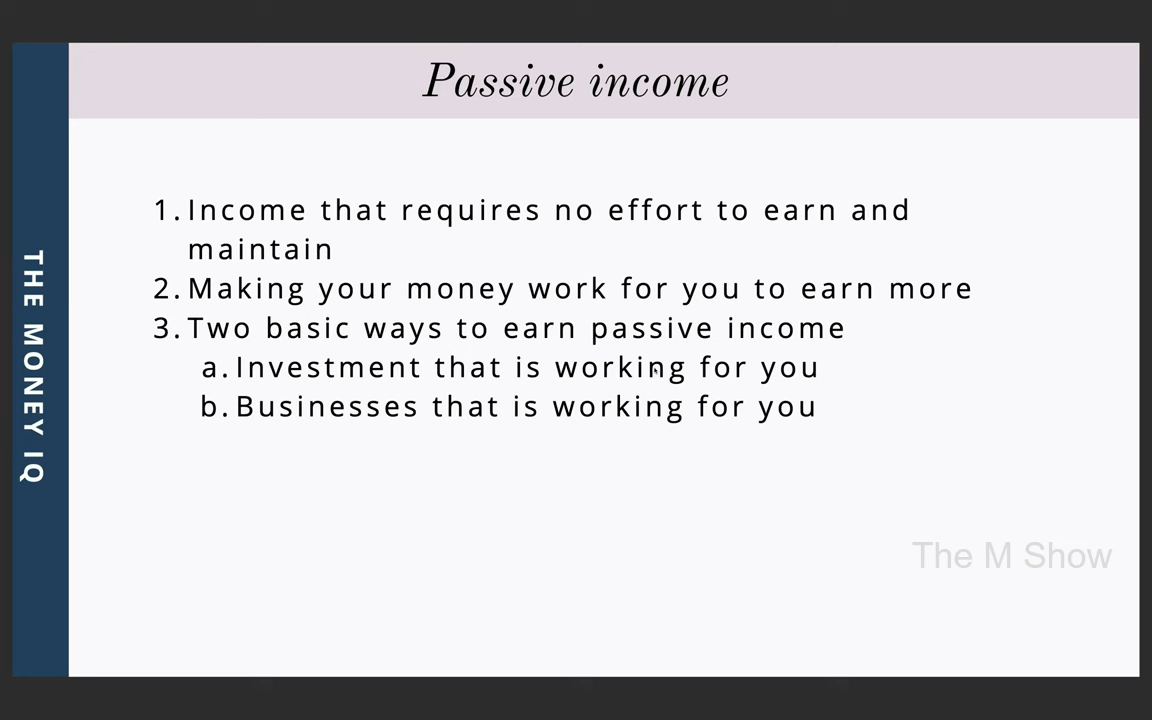 Passive income
THE MONEY IQ
1. Income that requires no effort to earn and
maintain
2. Making your money work for you to earn more
3. Two basic ways to earn passive income
a. Investment that is working for you
b. Businesses that is working for you
The M Show